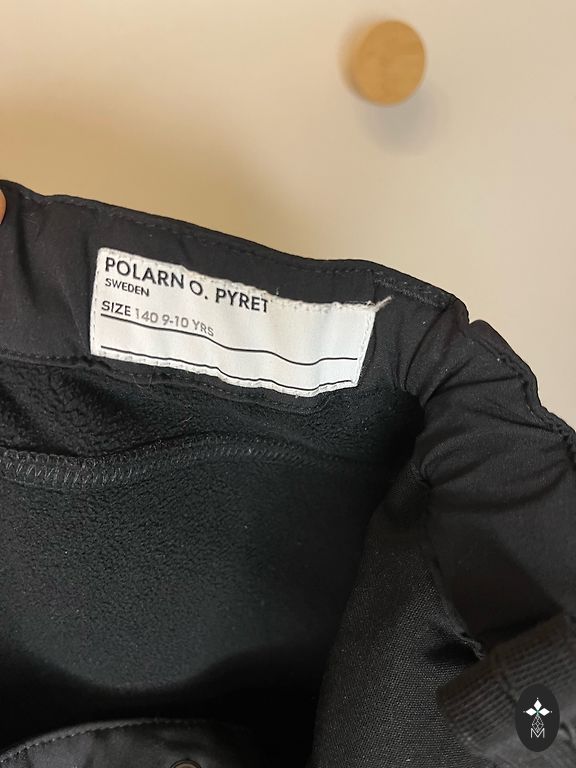 POLARN O. PYRET
SWEDEN
SIZE 140 9-10 YRS